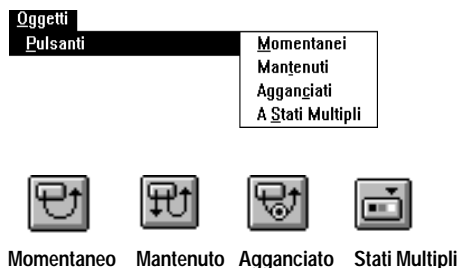 Oggetti
Pulsanti
Momentanei
Mantenuti
Agganciati
A Stati Multipli
Momentaneo Mantenuto Agganciato Stati Multipli